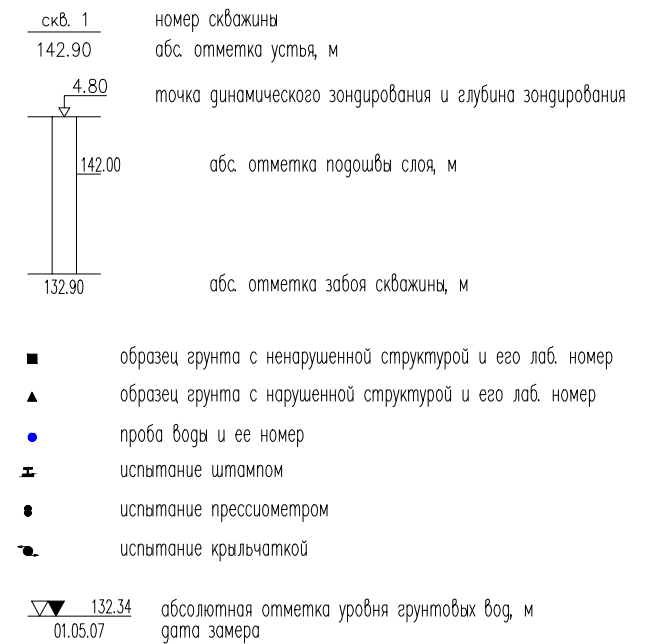 скв. 1 номер скважины
142.90 абс. отметка устья, м
4.80 точка динамического зондирования и глубина зондирования
142.00 абс. отметка подошвы слоя, м
132.90 абс. отметка забоя скважины, м
образец грунта с ненарушенной структурой и его лаб. номер
образец грунта с нарушенной структурой и его лаб. номер
проба воды и ее номер
испытание штампом
испытание прессиометром
испытание крыльчаткой
132.34 абсолютная отметка уровня грунтовых вод, м
01.05.07 дата замера